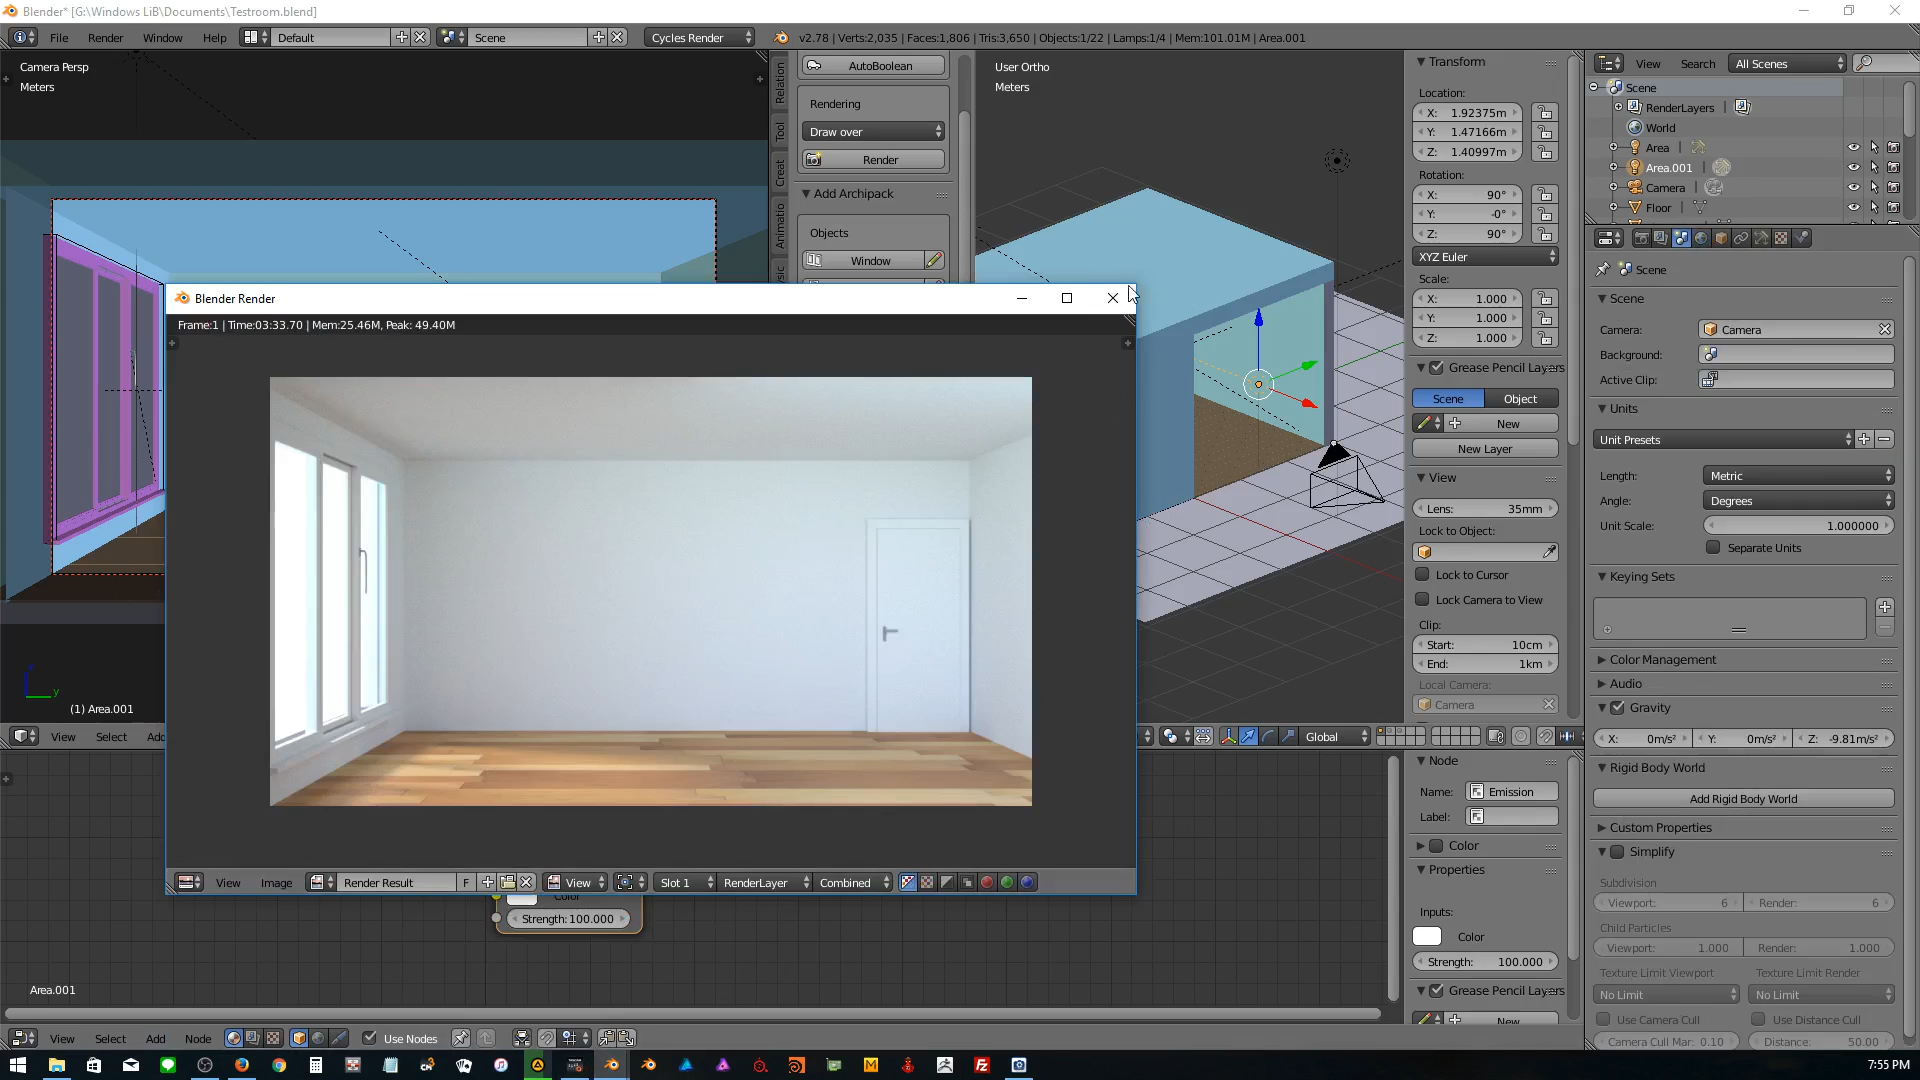 Blender* [G:\Windows LiB\Documents\Testroom.blend]
File Render Window Help Default Scene Cycles Render v2.78 | Verts:2,035 | Faces:1,806 | Tris:3,650 | Objects:1/22 | Lamps:1/4 | Mem:101.01M | Area.001
Camera Persp
Meters
Relation
Tool
Creat
Animatio
AutoBoolean
Rendering
Draw over
Render
Add Archipack
Objects
Window
User Ortho
Meters
Transform
Location:
X: 1.92375m
Y: 1.47166m
Z: 1.40997m
Rotation:
X: 90°
Y: -0°
Z: 90°
XYZ Euler
Scale:
X: 1.000
Y: 1.000
Z: 1.000
Grease Pencil Layers
Scene Object
New
New Layer
View
Lens: 35mm
Lock to Object:
Lock to Cursor
Lock Camera to View
Clip:
Start: 10cm
End: 1km
Local Camera:
Camera
View Search All Scenes
Scene
RenderLayers
World
Area
Area.001
Camera
Floor
Scene
Scene
Camera: Camera
Background:
Active Clip:
Units
Unit Presets
Length: Metric
Angle: Degrees
Unit Scale: 1.000000
Separate Units
Keying Sets
Color Management
Audio
Gravity
X: 0m/s² Y: 0m/s² Z: -9.81m/s²
Rigid Body World
Add Rigid Body World
Custom Properties
Simplify
Subdivision
Viewport: 6 Render: 6
Child Particles
Viewport: 1.000 Render: 1.000
Texture Limit Viewport Texture Limit Render
No Limit No Limit
Use Camera Cull Use Distance Cull
Camera Cull Mar: 0.10 Distance: 50.00
Blender Render
Frame:1 | Time:03:33.70 | Mem:25.46M, Peak: 49.40M
View Image Render Result F View Slot 1 RenderLayer Combined
y
(1) Area.001
View Select Add
Global
Color
Strength: 100.000
Area.001
Node
Name: Emission
Label:
Color
Properties
Inputs:
Color
Strength: 100.000
Grease Pencil Layers
New
View Select Add Node Use Nodes
7:55 PM